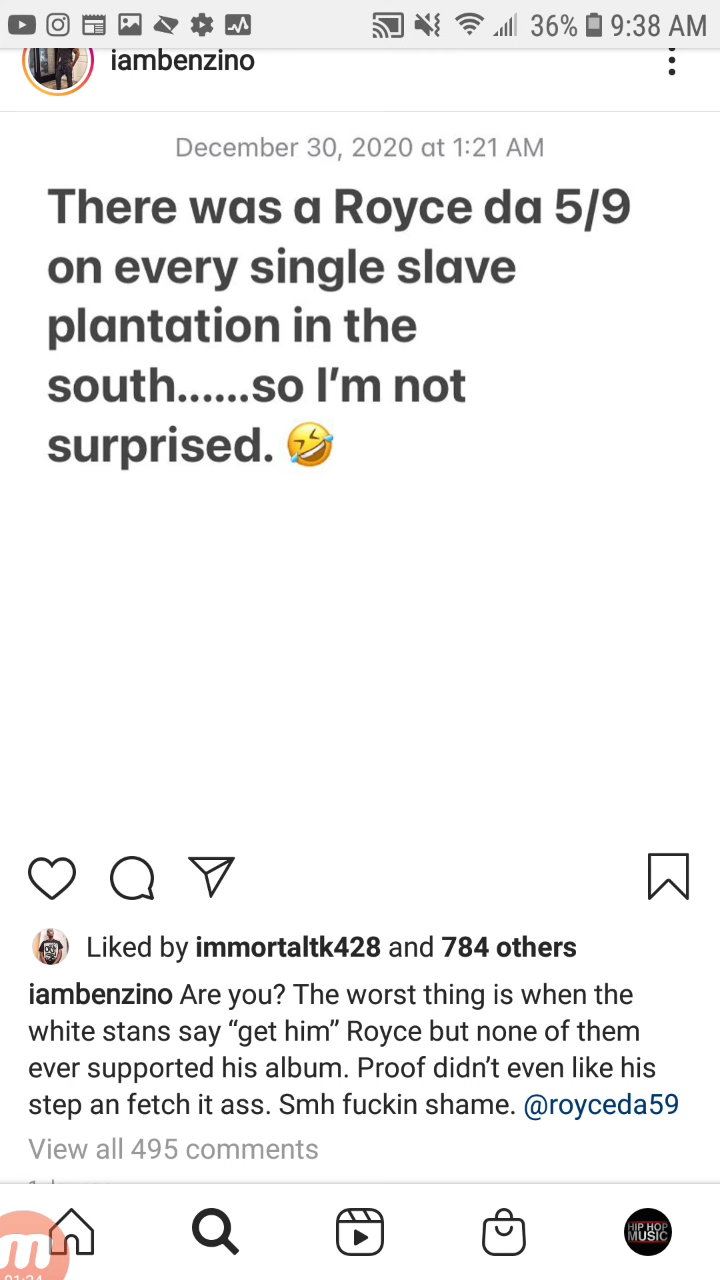 36% 9:38 AM
iambenzino
December 30, 2020 at 1:21 AM
There was a Royce da 5/9
on every single slave
plantation in the
south......so I'm not
surprised. 🤣
Liked by immortaltk428 and 784 others
iambenzino Are you? The worst thing is when the
white stans say “get him” Royce but none of them
ever supported his album. Proof didn’t even like his
step an fetch it ass. Smh fuckin shame. @royceda59
View all 495 comments
HIP HOP
MUSIC
m
01:24